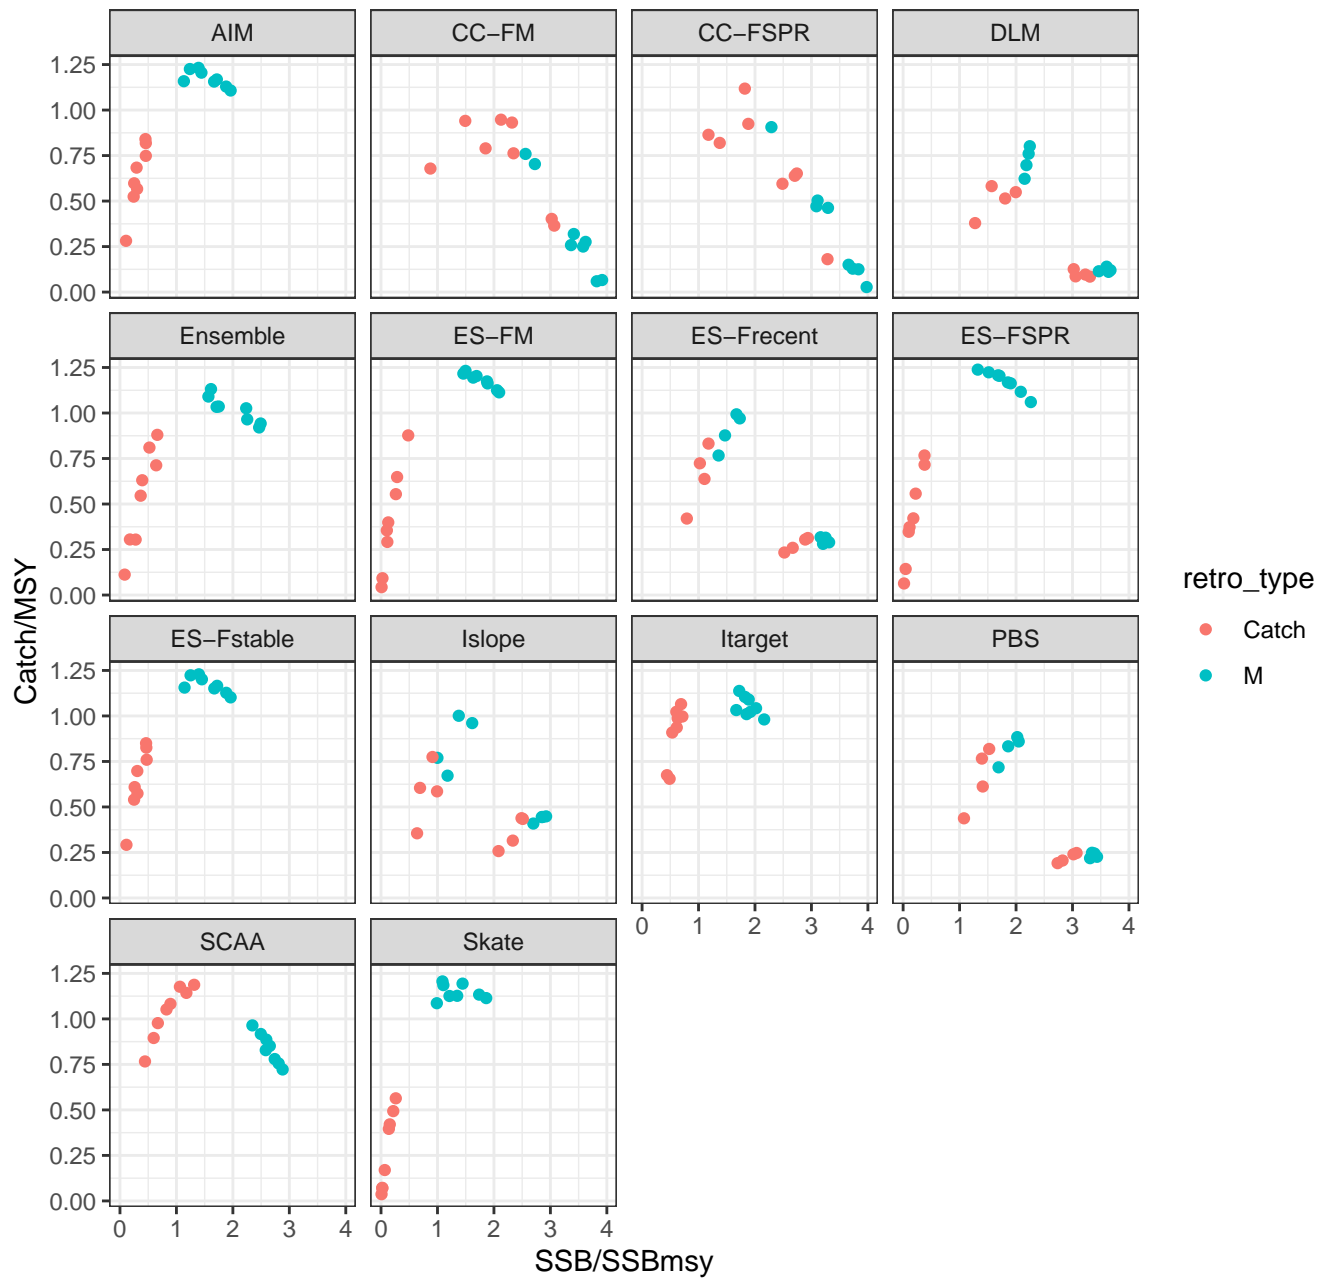 AIM CC−FM CC−FSPR DLM
1.25
1.00
0.75
0.50
0.25
0.00
Ensemble ES−FM ES−Frecent ES−FSPR
1.25
1.00
0.75
0.50
0.25
0.00
ES−Fstable Islope Itarget PBS
1.25
1.00
0.75
0.50
0.25
0.00
0 1 2 3 4 0 1 2 3 4
SCAA Skate
1.25
1.00
0.75
0.50
0.25
0.00
0 1 2 3 4 0 1 2 3 4
SSB/SSBmsy
Catch/MSY
retro_type
Catch
M